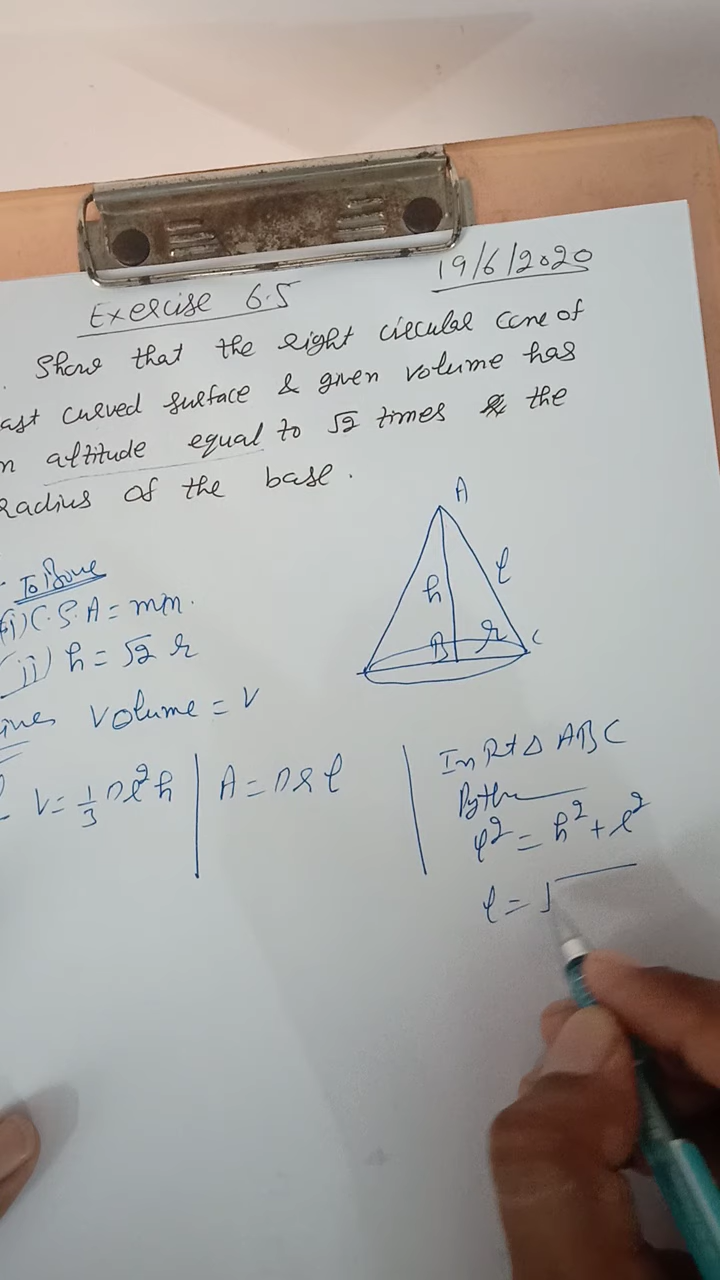 Exercise 6.5
19/6/2020
. Show that the right circular cone of
ast curved surface & given volume has
n altitude equal to √2 times the
Radius of the base.
A
h
l
B
r
C
- To Prove
(i) C.S.A = min.
(ii) h = √2 r
iven Volume = V
V = 1/3 πr²h | A = πrl
In Rt Δ ABC
Pyth
l² = h² + r²
l = √